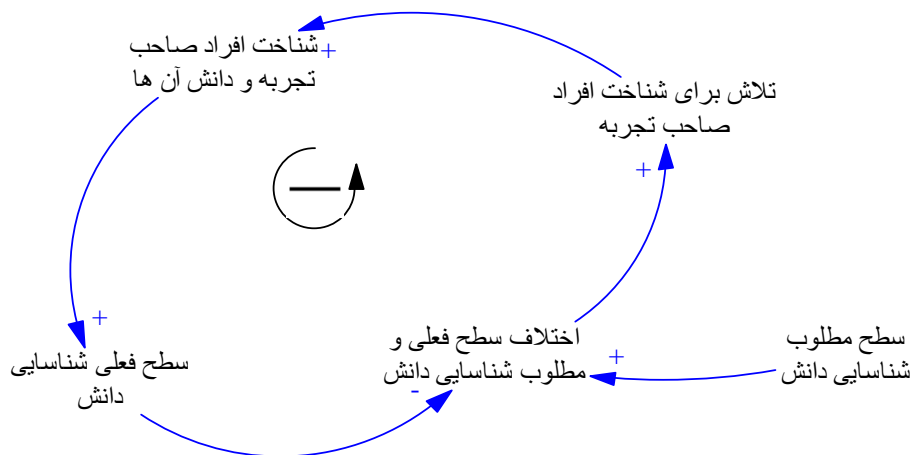 شناخت افراد صاحب
تجربه و دانش آن ها
+
تلاش برای شناخت افراد
صاحب تجربه
+
+
سطح فعلی شناسایی
دانش
اختلاف سطح فعلی و
مطلوب شناسایی دانش
+
-
سطح مطلوب
شناسایی دانش